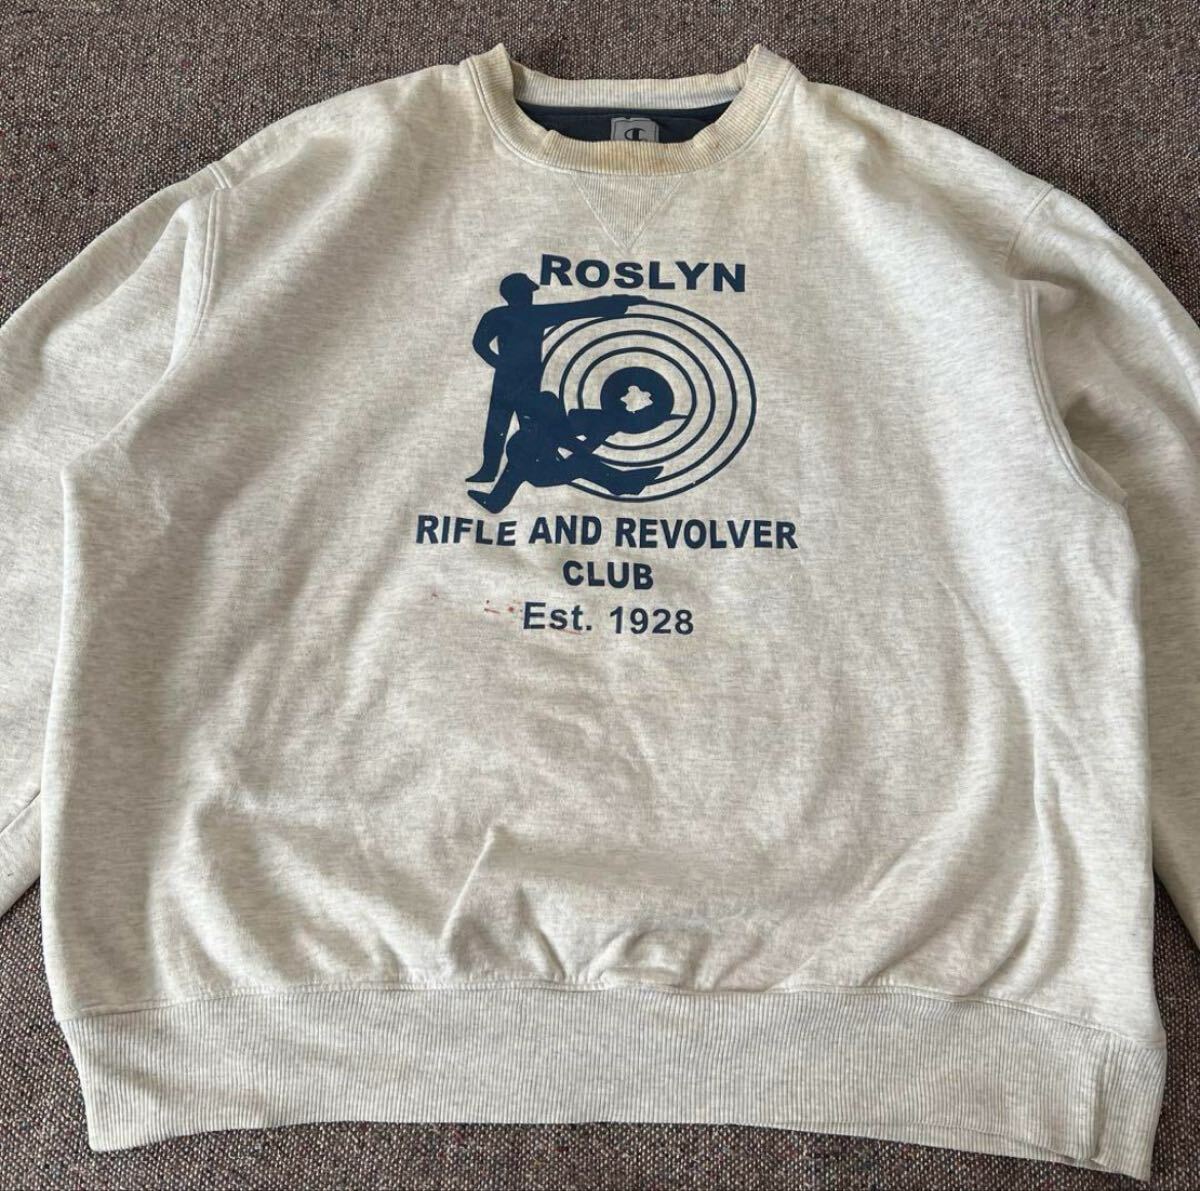 ROSLYN
RIFLE AND REVOLVER
CLUB
Est. 1928